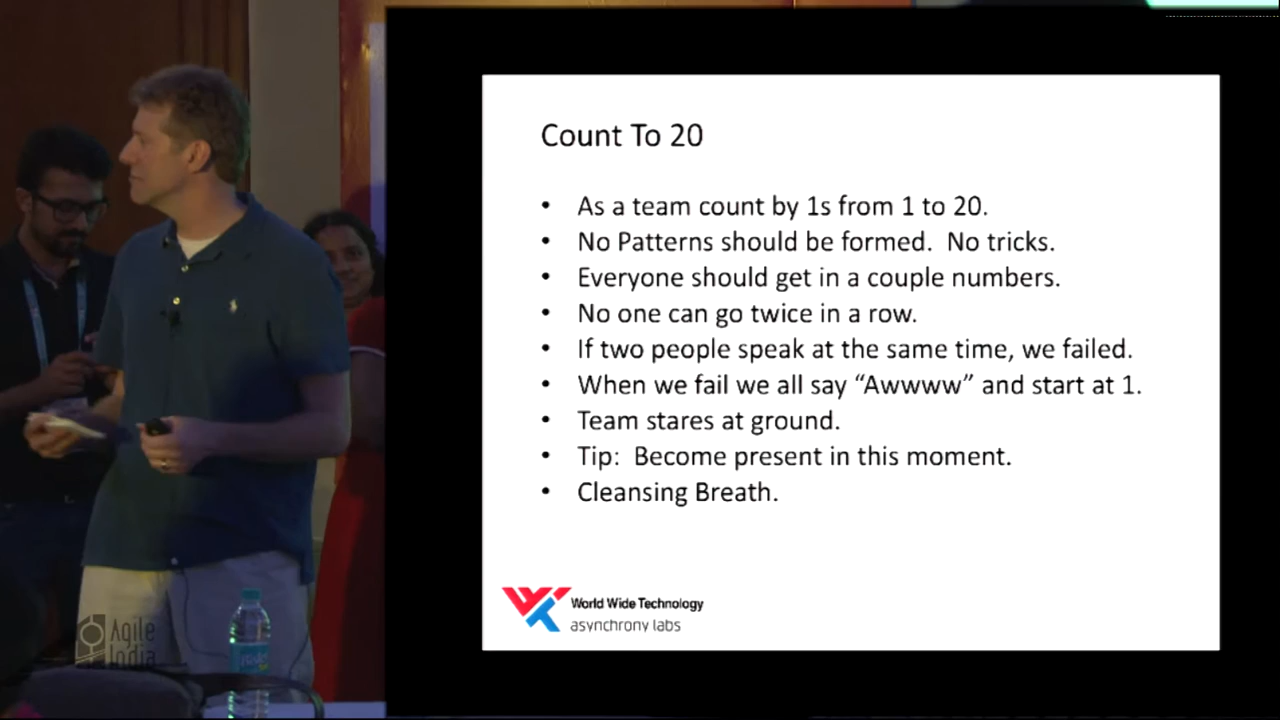 Count To 20
• As a team count by 1s from 1 to 20.
• No Patterns should be formed.  No tricks.
• Everyone should get in a couple numbers.
• No one can go twice in a row.
• If two people speak at the same time, we failed.
• When we fail we all say “Awwww” and start at 1.
• Team stares at ground.
• Tip:  Become present in this moment.
• Cleansing Breath.
World Wide Technology
asynchrony labs
Agile
India